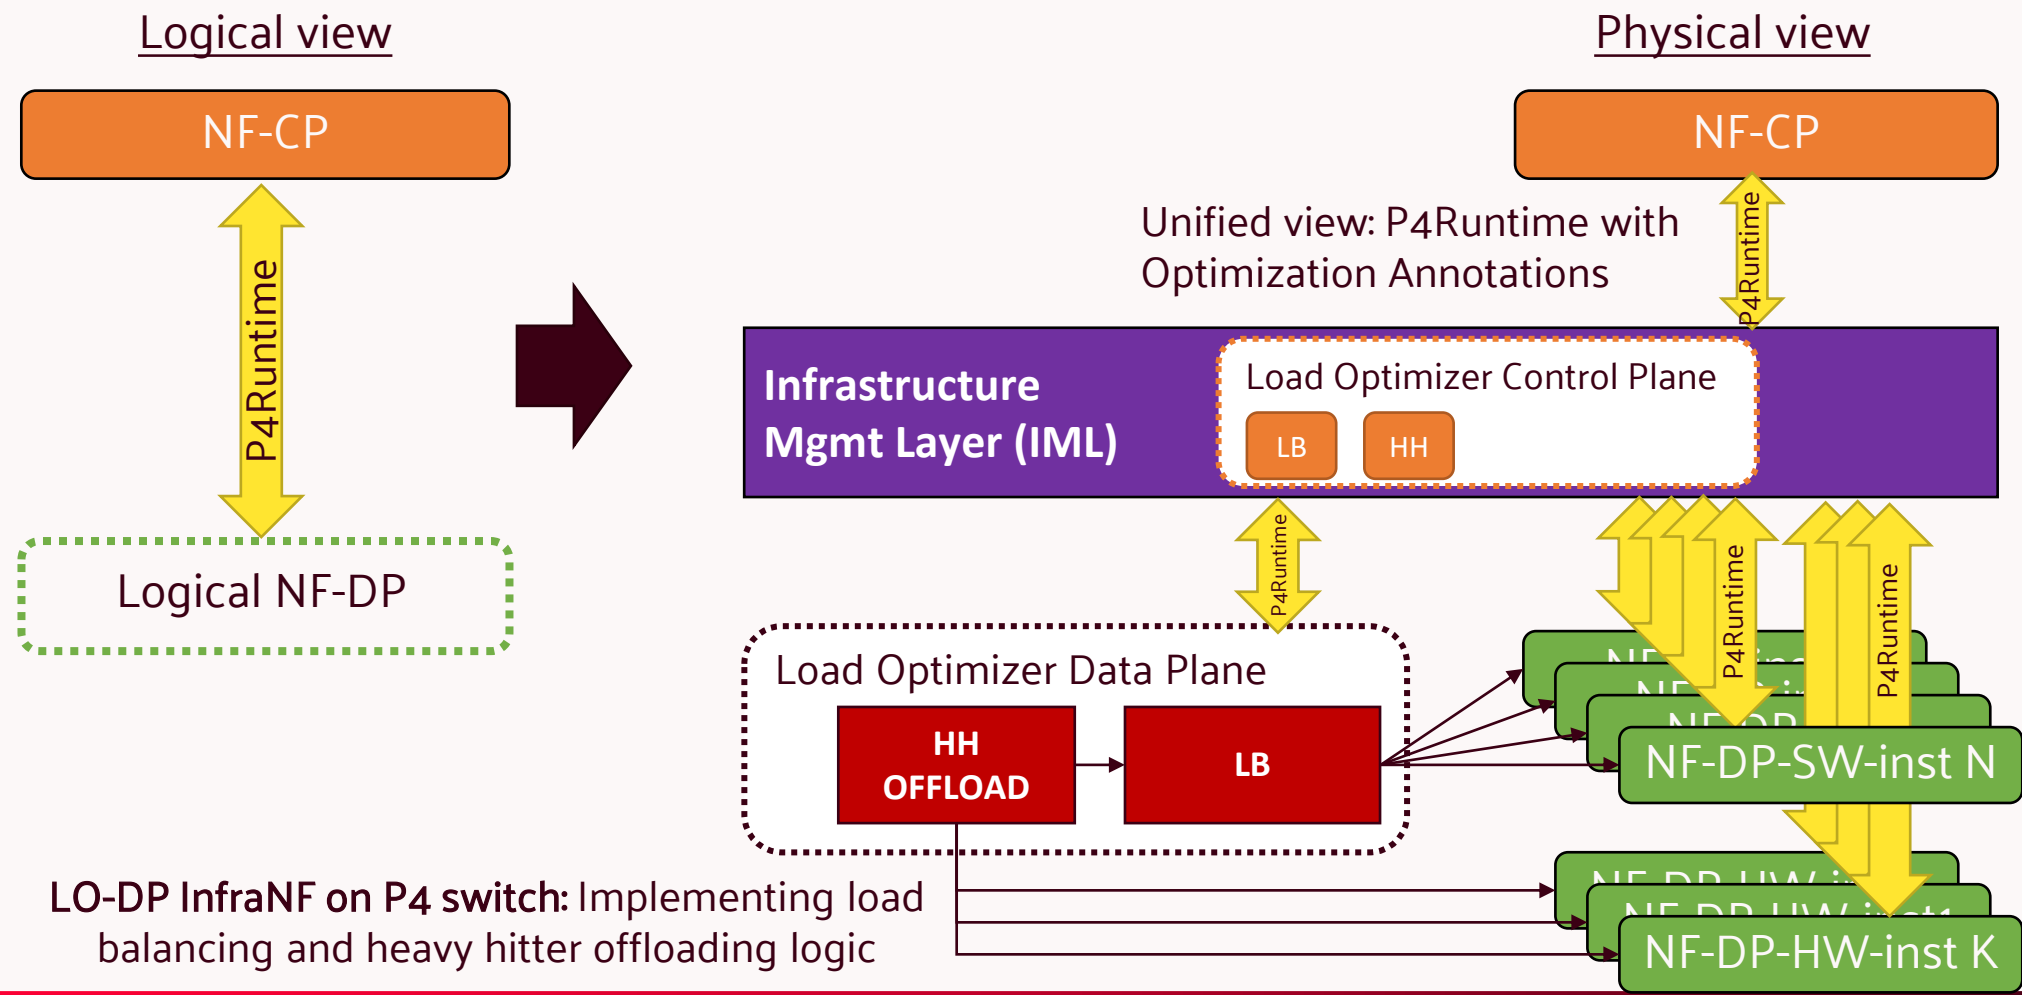 Logical view
Physical view
NF-CP
NF-CP
P4Runtime
P4Runtime
Unified view: P4Runtime with
Optimization Annotations
Infrastructure
Mgmt Layer (IML)
Load Optimizer Control Plane
LB
HH
Logical NF-DP
P4Runtime
P4Runtime
P4Runtime
Load Optimizer Data Plane
HH
OFFLOAD
LB
NF-DP-SW-inst N
LO-DP InfraNF on P4 switch: Implementing load
balancing and heavy hitter offloading logic
NF-DP-HW-inst K